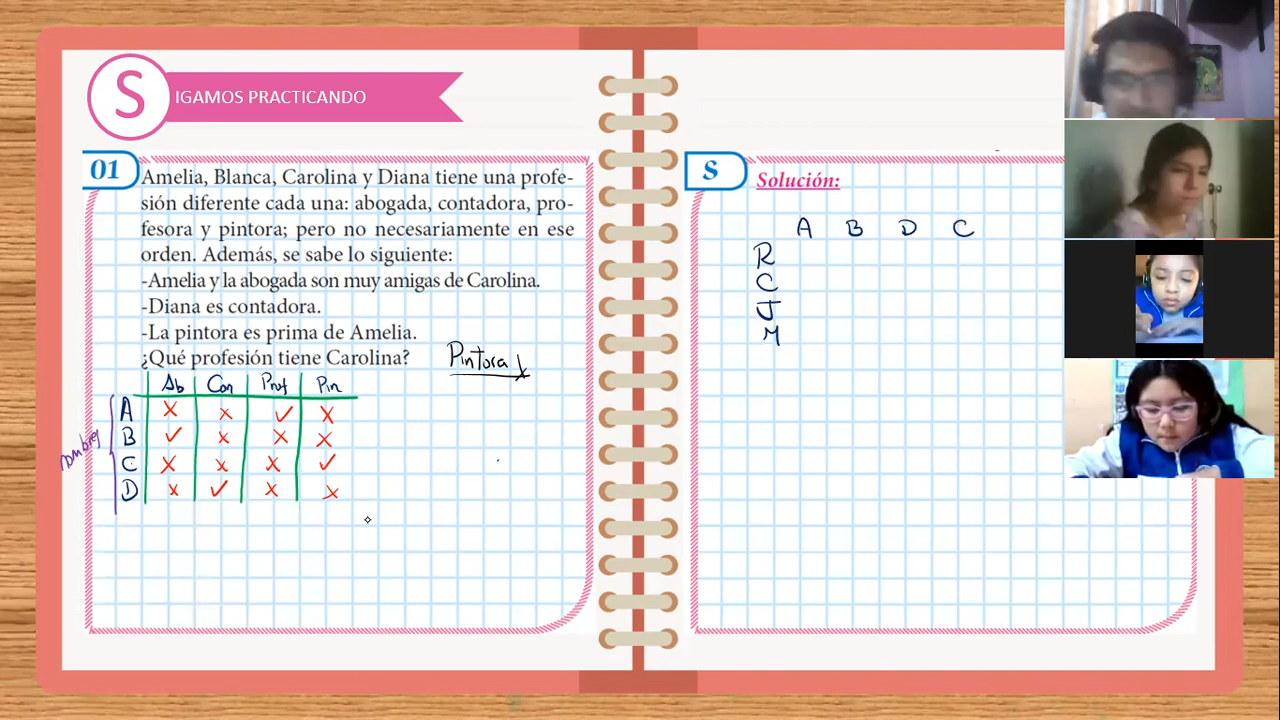 S
IGAMOS PRACTICANDO
01
Amelia, Blanca, Carolina y Diana tiene una profe-
sión diferente cada una: abogada, contadora, pro-
fesora y pintora; pero no necesariamente en ese
orden. Además, se sabe lo siguiente:
-Amelia y la abogada son muy amigas de Carolina.
-Diana es contadora.
-La pintora es prima de Amelia.
¿Qué profesión tiene Carolina? Pintora
Ab Con Prof Pin
nombres
A X X ✓ X
B ✓ X X X
C X X X ✓
D X ✓ X X
S
Solución:
A B D C
R
C
J
M